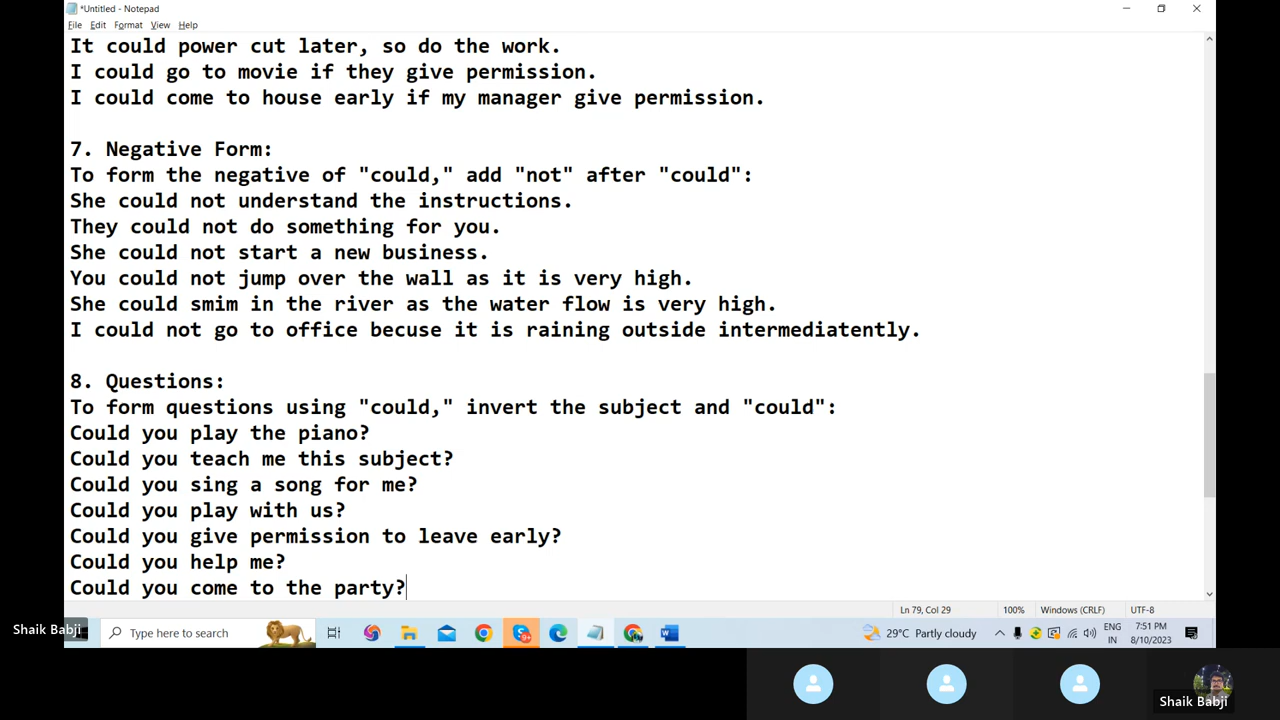 *Untitled - Notepad
File Edit Format View Help
It could power cut later, so do the work.
I could go to movie if they give permission.
I could come to house early if my manager give permission.
7. Negative Form:
To form the negative of "could," add "not" after "could":
She could not understand the instructions.
They could not do something for you.
She could not start a new business.
You could not jump over the wall as it is very high.
She could smim in the river as the water flow is very high.
I could not go to office becuse it is raining outside intermediatently.
8. Questions:
To form questions using "could," invert the subject and "could":
Could you play the piano?
Could you teach me this subject?
Could you sing a song for me?
Could you play with us?
Could you give permission to leave early?
Could you help me?
Could you come to the party?
Ln 79, Col 29 100% Windows (CRLF) UTF-8
Shaik Babji
Type here to search
29°C Partly cloudy
ENG
IN
7:51 PM
8/10/2023
Shaik Babji